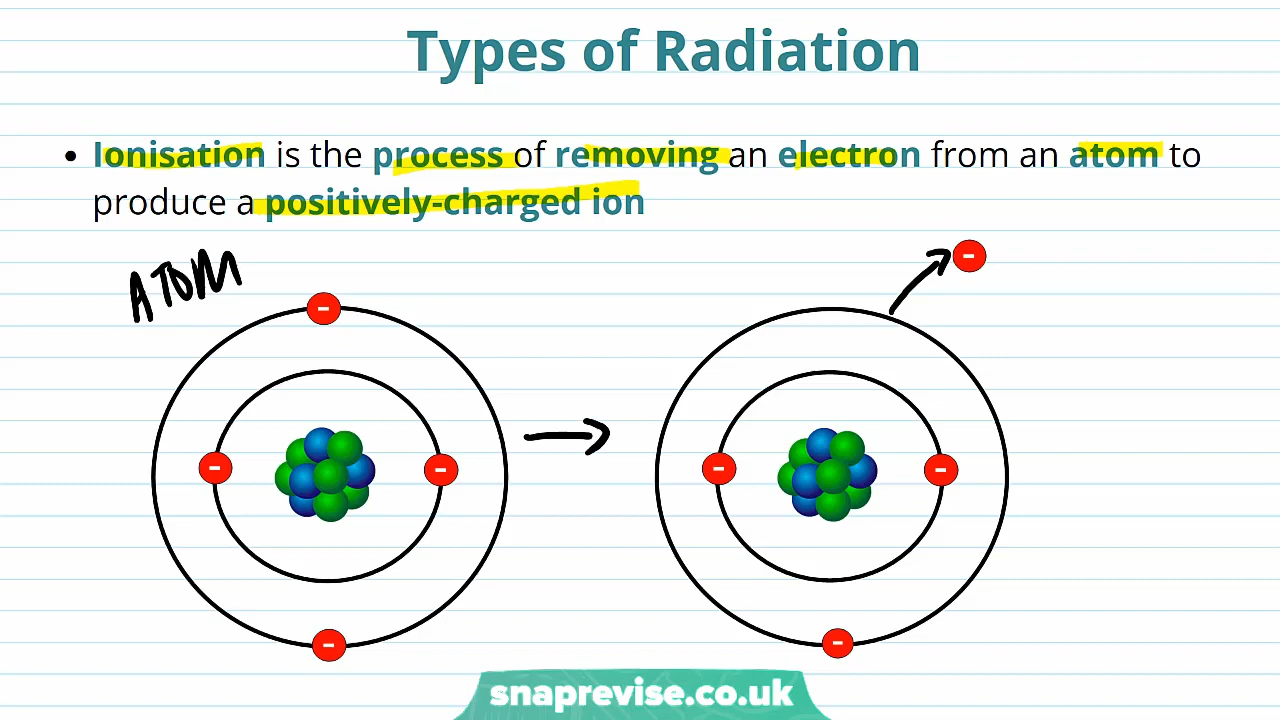 Types of Radiation
• Ionisation is the process of removing an electron from an atom to
produce a positively-charged ion
ATOM
-
-
-
-
-
-
-
-
snaprevise.co.uk